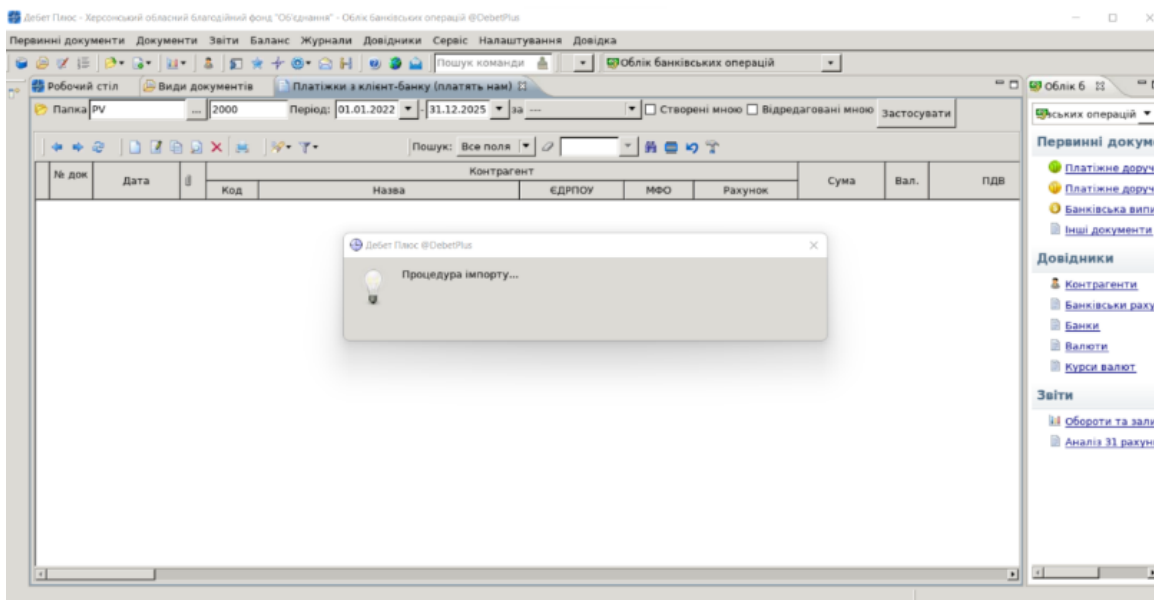 Дебет Плюс - Херсонський обласний благодійний фонд "Об'єднання" - Облік банківських операцій @DebetPlus
Первинні документи Документи Звіти Баланс Журнали Довідники Сервіс Налаштування Довідка
Пошук команди Облік банківських операцій
Робочий стіл Види документів Платіжки з клієнт-банку (платять нам) Облік б
Папка PV ... 2000 Період: 01.01.2022 - 31.12.2025 за --- Створені мною Відредаговані мною Застосувати
ських операцій
Пошук: Все поля
Первинні докум
№ док Дата Контрагент Сума Вал. ПДВ
Код Назва ЄДРПОУ МФО Рахунок
Платіжне доруч
Платіжне доруч
Банківська випи
Інші документи
Дебет Плюс @DebetPlus
Процедура імпорту...
Довідники
Контрагенти
Банківськи раху
Банки
Валюти
Курси валют
Звіти
Обороти та зали
Аналіз 31 рахун